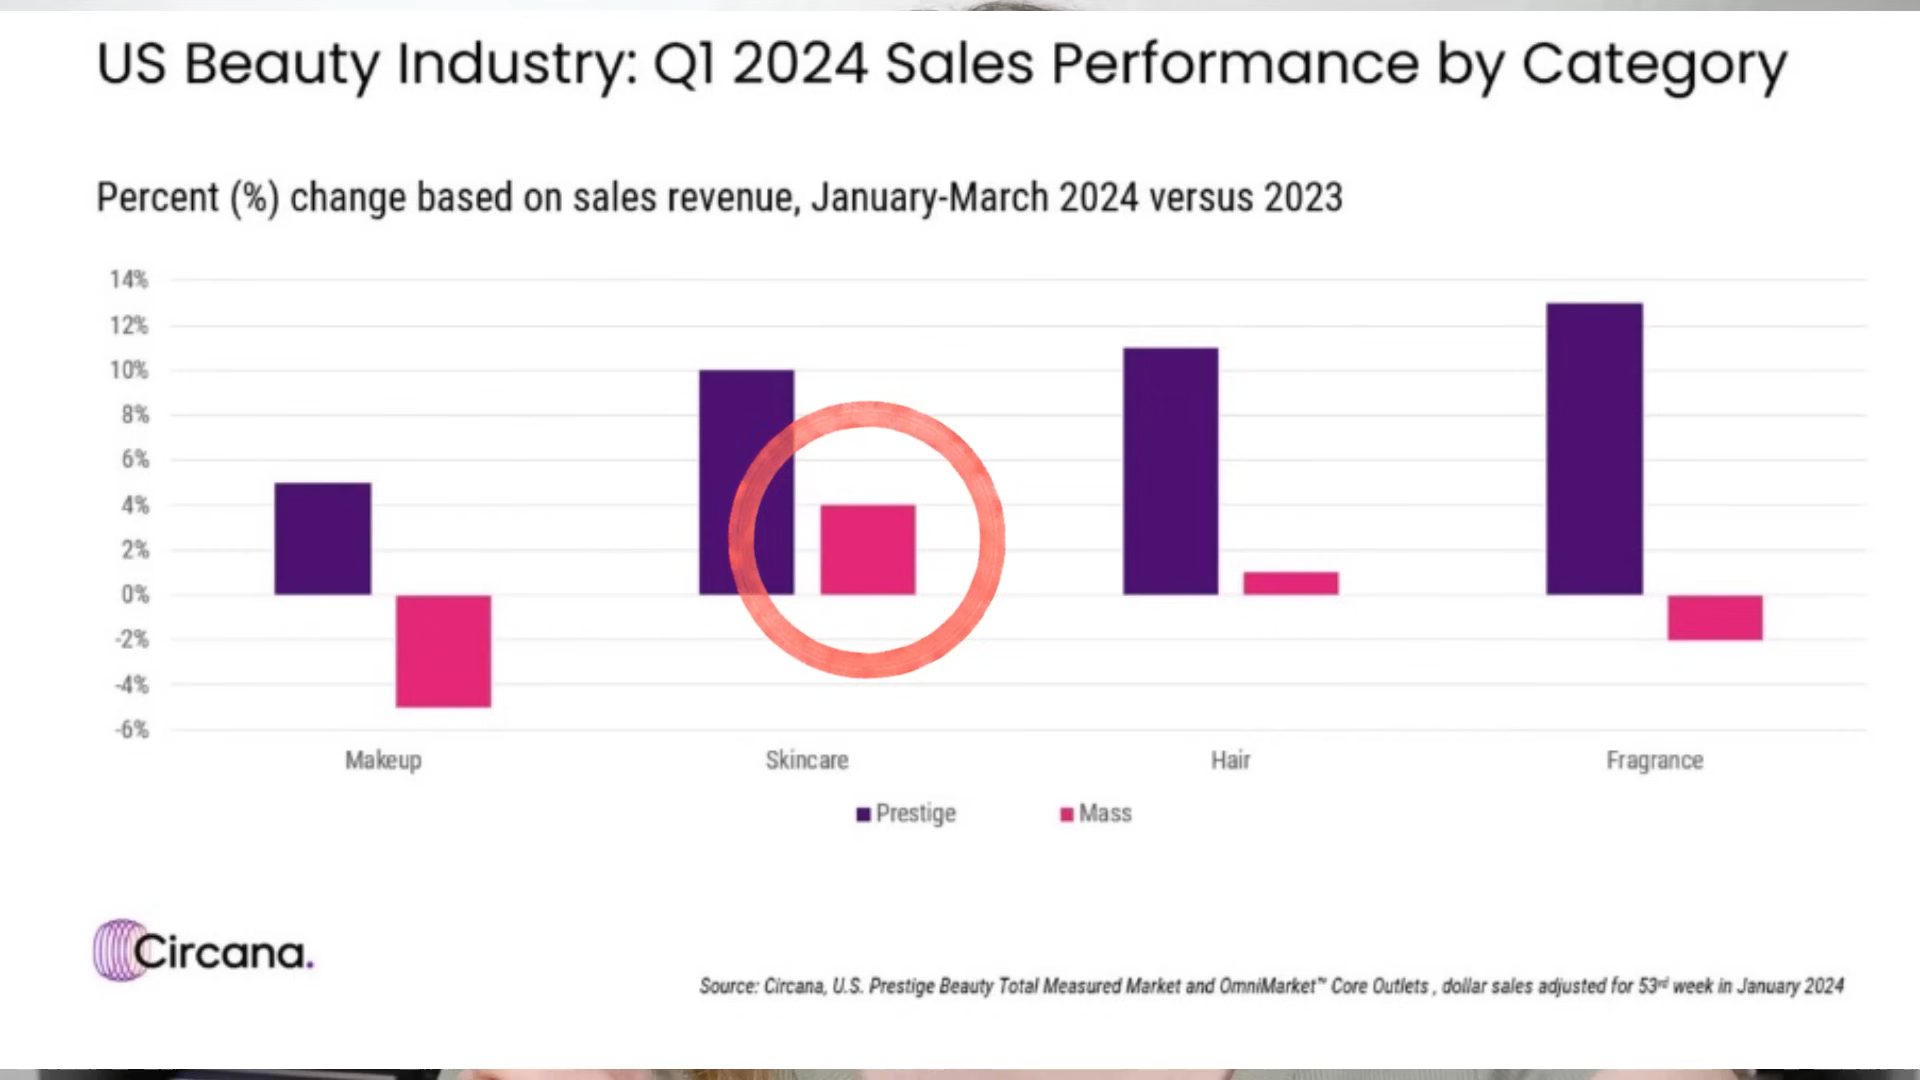 US Beauty Industry: Q1 2024 Sales Performance by Category
Percent (%) change based on sales revenue, January-March 2024 versus 2023
14%
12%
10%
8%
6%
4%
2%
0%
-2%
-4%
-6%
Makeup Skincare Hair Fragrance
Prestige Mass
Circana.
Source: Circana, U.S. Prestige Beauty Total Measured Market and OmniMarket™ Core Outlets , dollar sales adjusted for 53rd week in January 2024